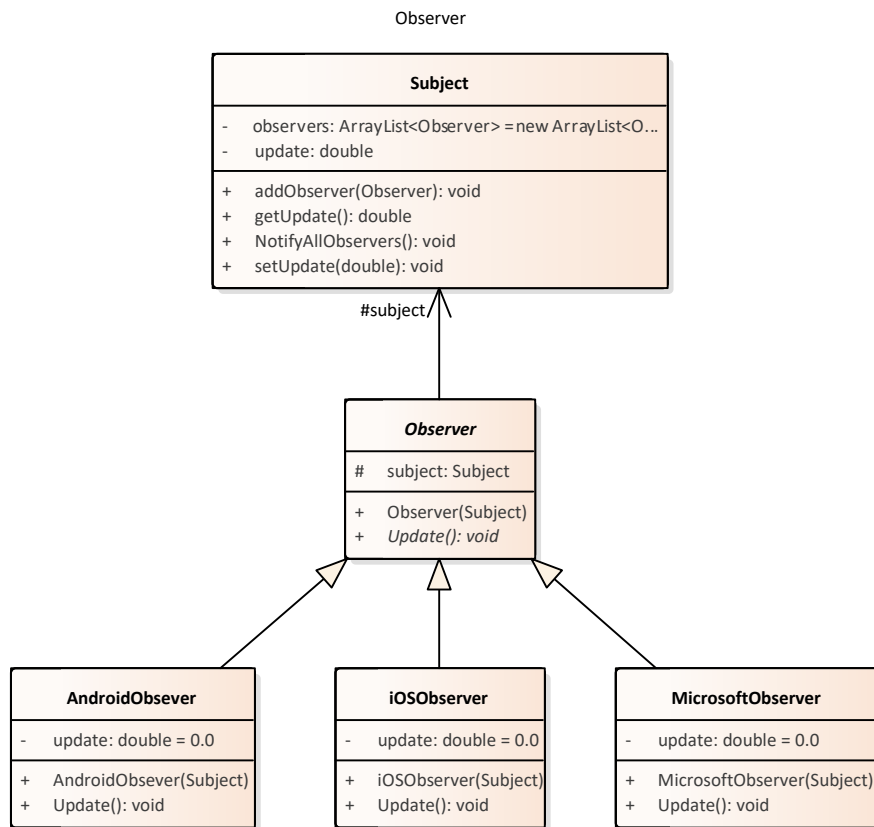 Observer
Subject
- observers: ArrayList<Observer> =new ArrayList<O...
- update: double
+ addObserver(Observer): void
+ getUpdate(): double
+ NotifyAllObservers(): void
+ setUpdate(double): void
#subject
Observer
# subject: Subject
+ Observer(Subject)
+ Update(): void
AndroidObsever
- update: double = 0.0
+ AndroidObsever(Subject)
+ Update(): void
iOSObserver
- update: double = 0.0
+ iOSObserver(Subject)
+ Update(): void
MicrosoftObserver
- update: double = 0.0
+ MicrosoftObserver(Subject)
+ Update(): void